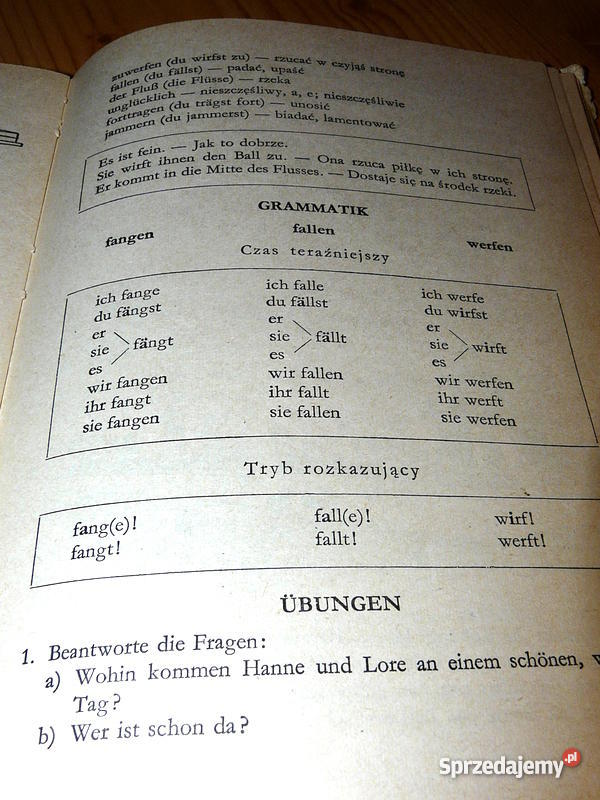 zuwerfen (du wirfst zu) — rzucać w czyjąś stronę
fallen (du fällst) — padać, upaść
der Fluß (die Flüsse) — rzeka
unglücklich — nieszczęśliwy, a, e; nieszczęśliwie
forttragen (du trägst fort) — unosić
jammern (du jammerst) — biadać, lamentować
Es ist fein. — Jak to dobrze.
Sie wirft ihnen den Ball zu. — Ona rzuca piłkę w ich stronę.
Er kommt in die Mitte des Flusses. — Dostaje się na środek rzeki.
GRAMMATIK
fangen fallen werfen
Czas teraźniejszy
ich fange ich falle ich werfe
du fängst du fällst du wirfst
er er er
sie fängt sie fällt sie wirft
es es es
wir fangen wir fallen wir werfen
ihr fangt ihr fallt ihr werft
sie fangen sie fallen sie werfen
Tryb rozkazujący
fang(e)! fall(e)! wirf!
fangt! fallt! werft!
ÜBUNGEN
1. Beantworte die Fragen:
a) Wohin kommen Hanne und Lore an einem schönen,
Tag?
b) Wer ist schon da?
Sprzedajemy.pl